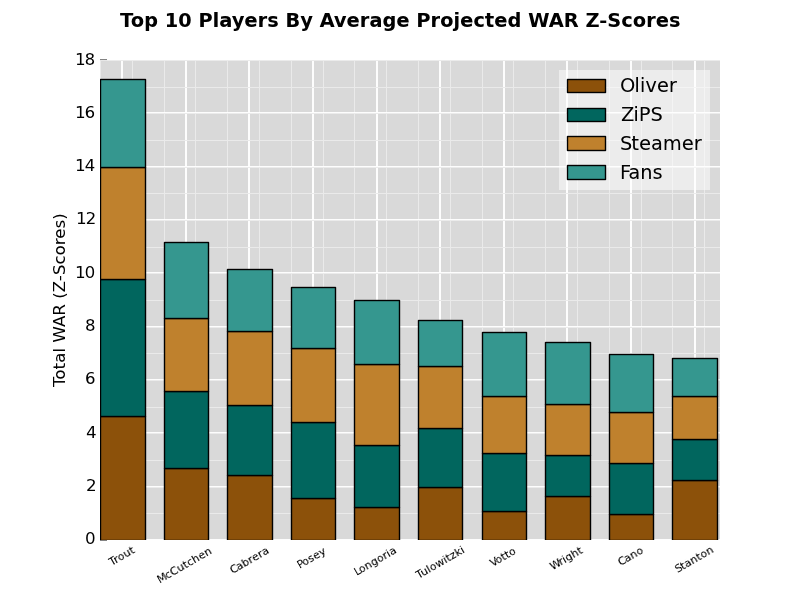 Top 10 Players By Average Projected WAR Z-Scores
18
16
14
12
10
8
6
4
2
0
Total WAR (Z-Scores)
Oliver
ZiPS
Steamer
Fans
Trout
McCutchen
Cabrera
Posey
Longoria
Tulowitzki
Votto
Wright
Cano
Stanton